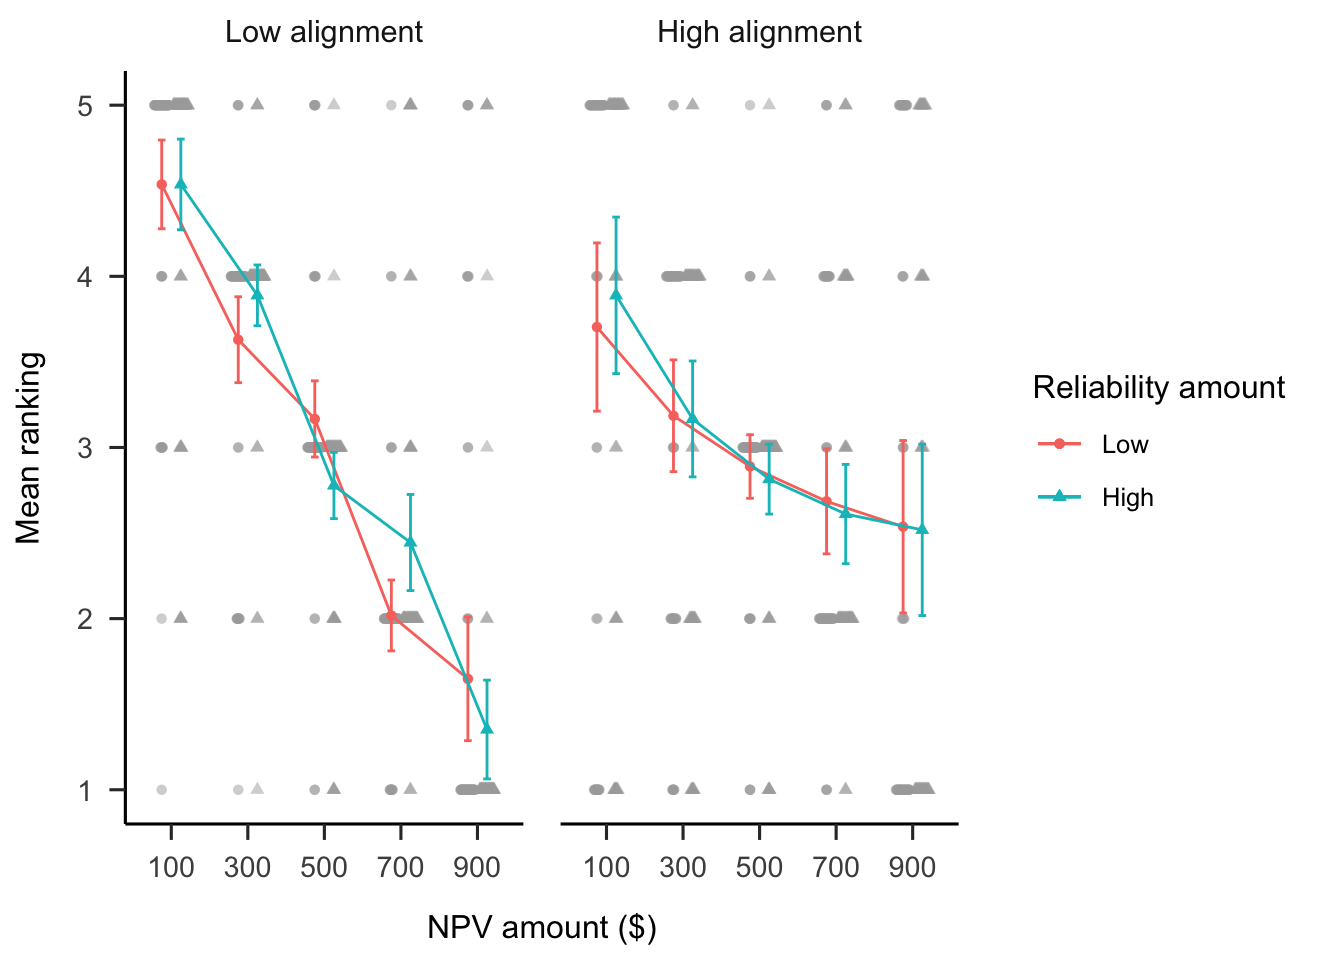 Low alignment
High alignment
5
4
3
2
1
Mean ranking
100 300 500 700 900
100 300 500 700 900
NPV amount ($)
Reliability amount
Low
High